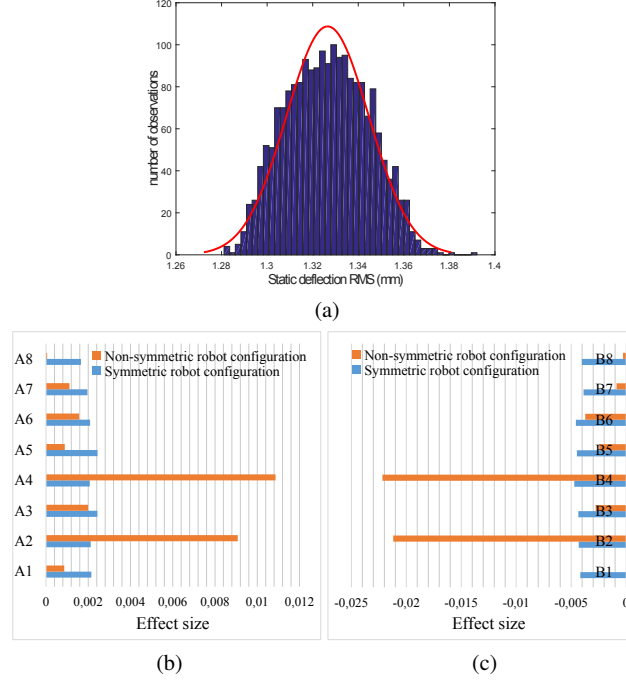 120
100
80
60
40
20
0
number of observations
1.26 1.28 1.3 1.32 1.34 1.36 1.38 1.4
Static deflection RMS (mm)
(a)
Non-symmetric robot configuration
Symmetric robot configuration
A8
A7
A6
A5
A4
A3
A2
A1
0 0,002 0,004 0,006 0,008 0,01 0,012
Effect size
(b)
Non-symmetric robot configuration
Symmetric robot configuration
B8
B7
B6
B5
B4
B3
B2
B1
-0,025 -0,02 -0,015 -0,01 -0,005 0
Effect size
(c)